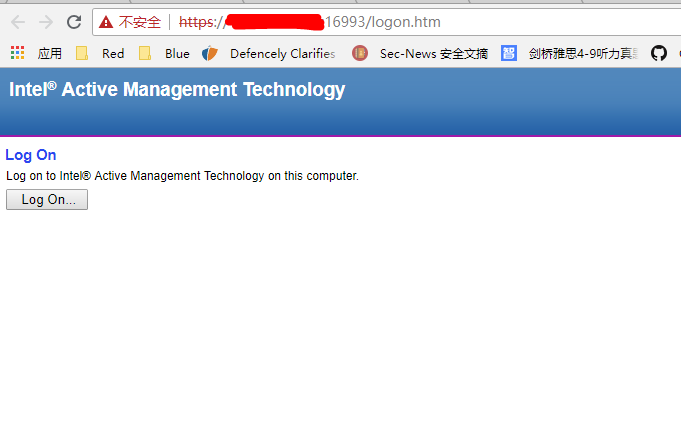 不安全 https:// 16993/logon.htm
应用 Red Blue Defencely Clarifies Sec-News 安全文摘 智 剑桥雅思4-9听力真
Intel® Active Management Technology
Log On
Log on to Intel® Active Management Technology on this computer.
Log On...